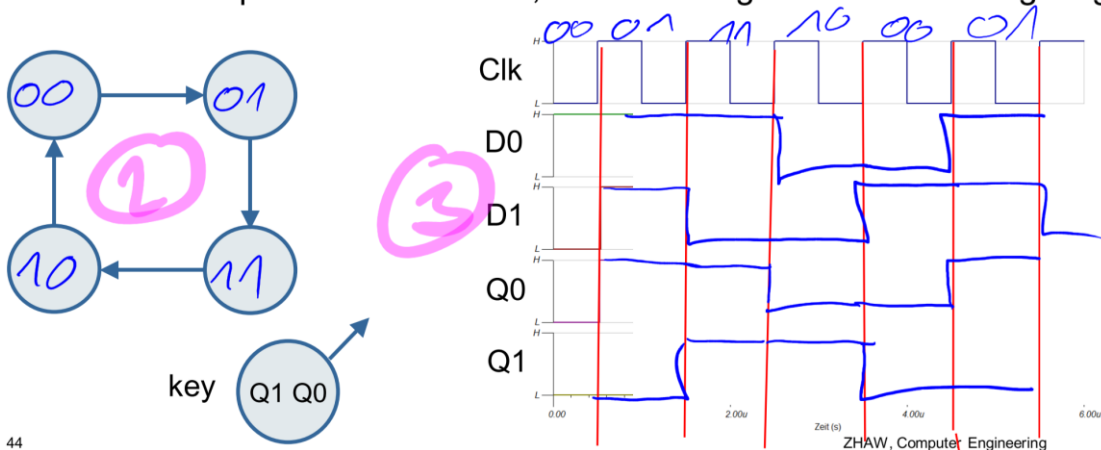 00 01 11 10 00 01
H
Clk
L
00 01
H
D0
L
2
3
H
D1
L
10 11
H
Q0
L
H
Q1
L
key
Q1 Q0
0.00 2.00u 4.00u 6.00u
Zeit (s)
44
ZHAW, Computer Engineering